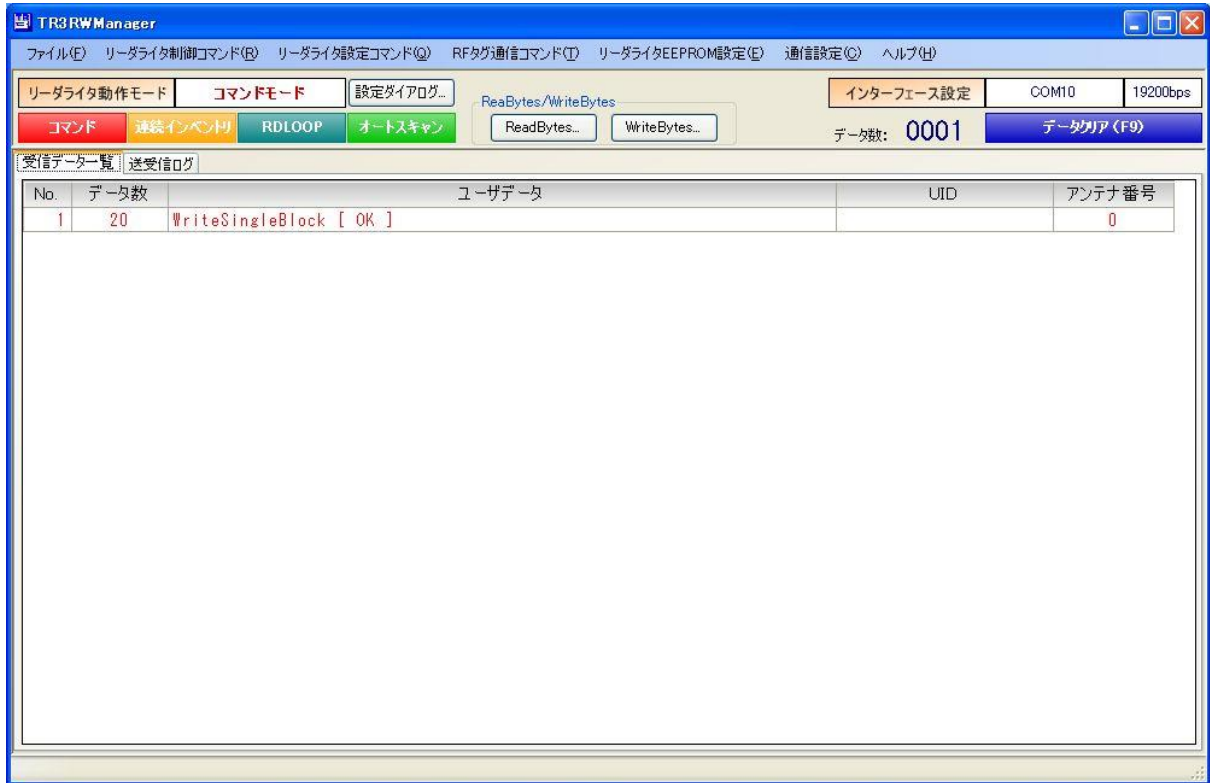 TR3RWManager
ファイル(F) リーダライタ制御コマンド(R) リーダライタ設定コマンド(Q) RFタグ通信コマンド(T) リーダライタEEPROM設定(E) 通信設定(C) ヘルプ(H)
リーダライタ動作モード コマンドモード 設定ダイアログ... ReaBytes/WriteBytes インターフェース設定 COM10 19200bps
コマンド 連続インベントリ RDLOOP オートスキャン ReadBytes... WriteBytes... データ数: 0001 データクリア(F9)
受信データ一覧 送受信ログ
No. データ数 ユーザデータ UID アンテナ番号
1 20 WriteSingleBlock [ OK ] 0